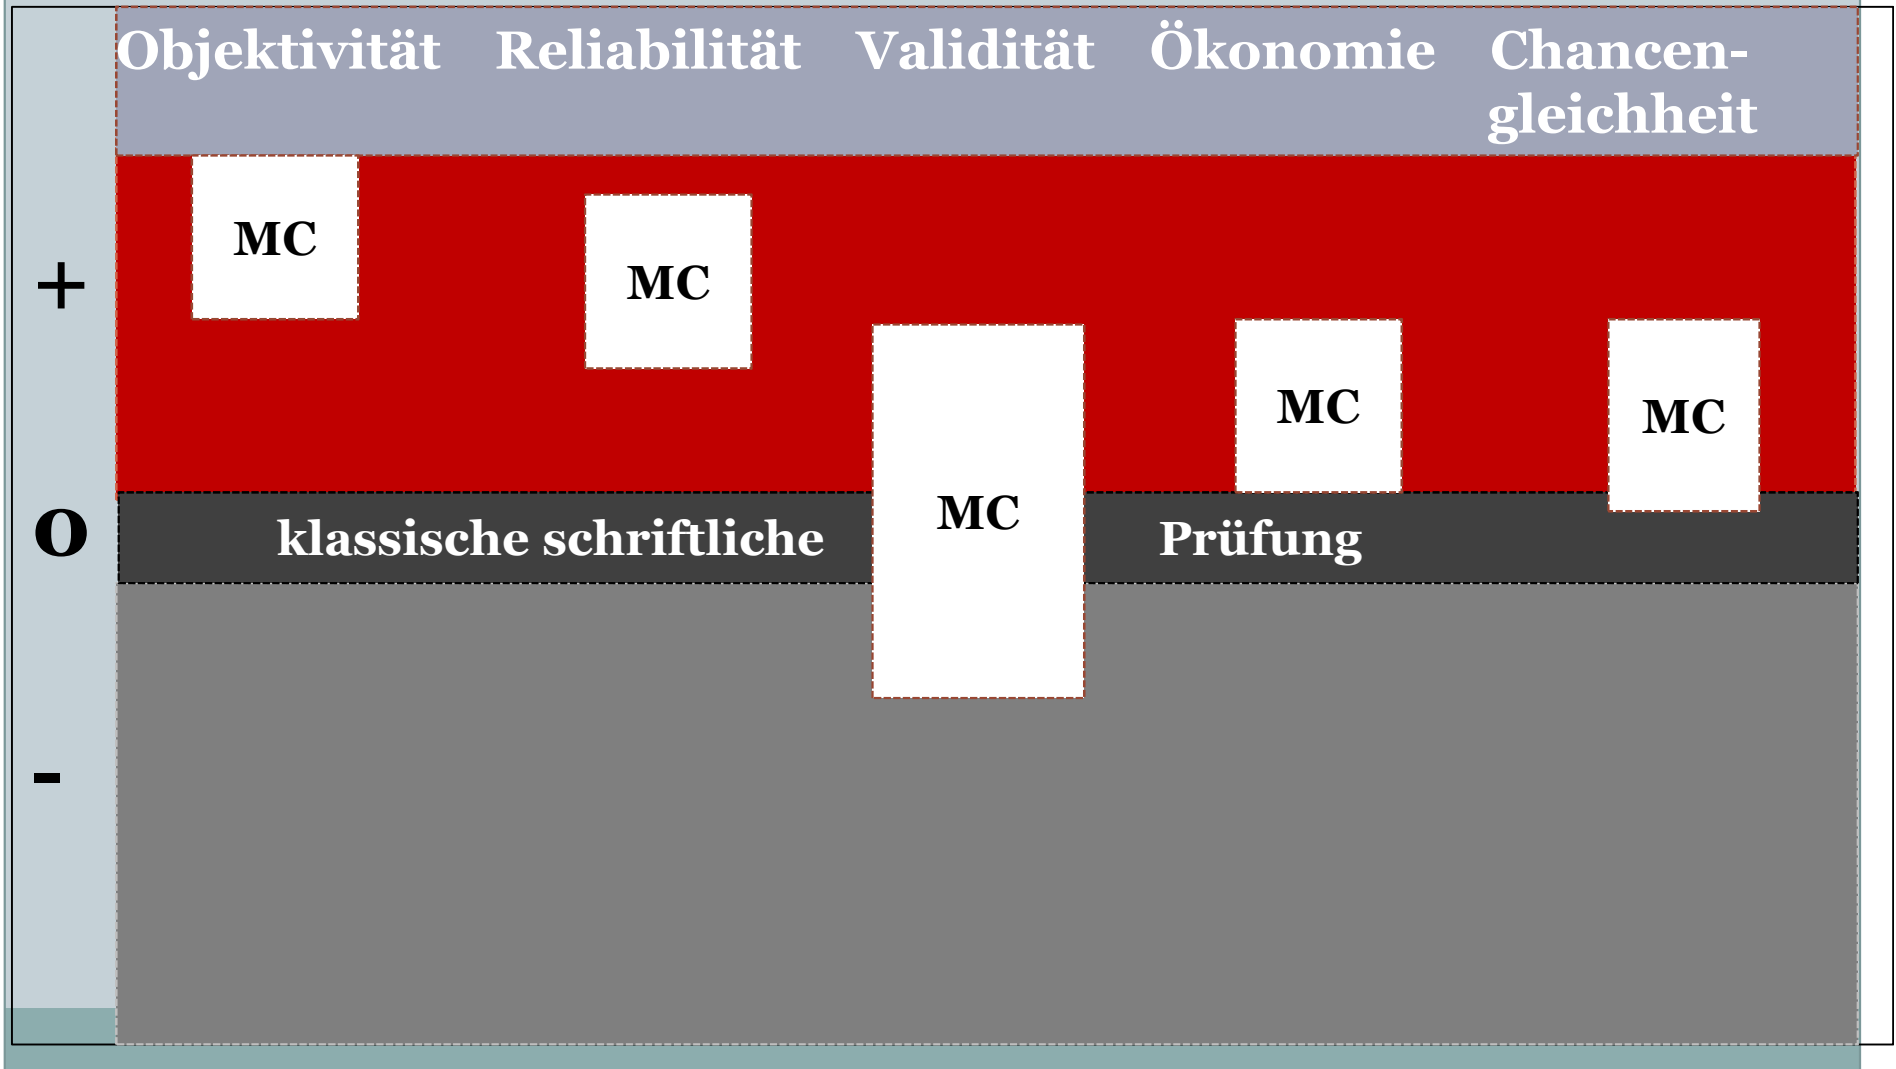 Objektivität Reliabilität Validität Ökonomie Chancen-
gleichheit
MC
MC
+
MC
MC
MC
o
klassische schriftliche Prüfung
-